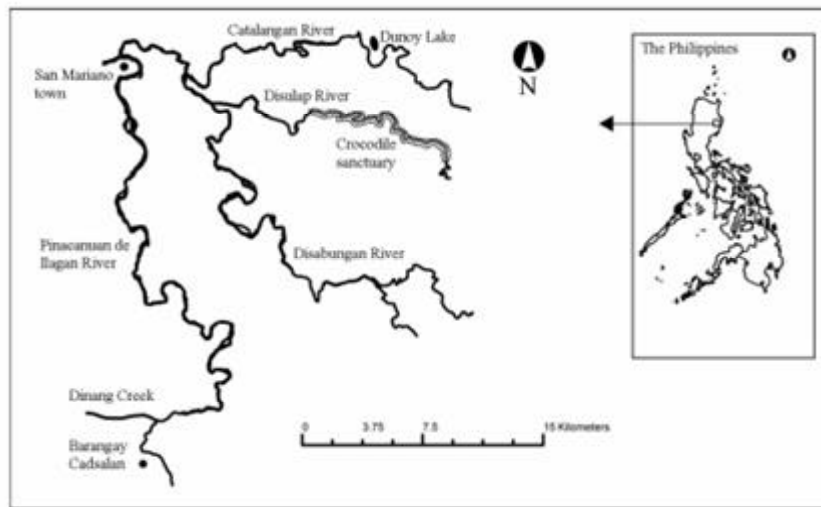 Catalangan River
Dunoy Lake
San Mariano
town
N
The Philippines
Disulap River
Crocodile
sanctuary
Pinacanuan de
Ilagan River
Disabungan River
Dinang Creek
Barangay
Cadsalan
0 3.75 7.5 15 Kilometers